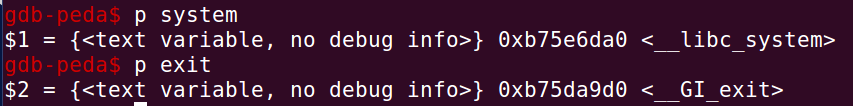 gdb-peda$ p system
$1 = {<text variable, no debug info>} 0xb75e6da0 <__libc_system>
gdb-peda$ p exit
$2 = {<text variable, no debug info>} 0xb75da9d0 <__GI_exit>